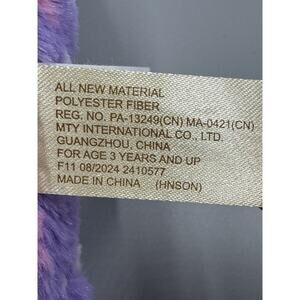 ALL NEW MATERIAL
POLYESTER FIBER
REG. NO. PA-13249(CN) MA-0421(CN)
MTY INTERNATIONAL CO., LTD.
GUANGZHOU, CHINA
FOR AGE 3 YEARS AND UP
F11 08/2024 2410577
MADE IN CHINA (HNSON)